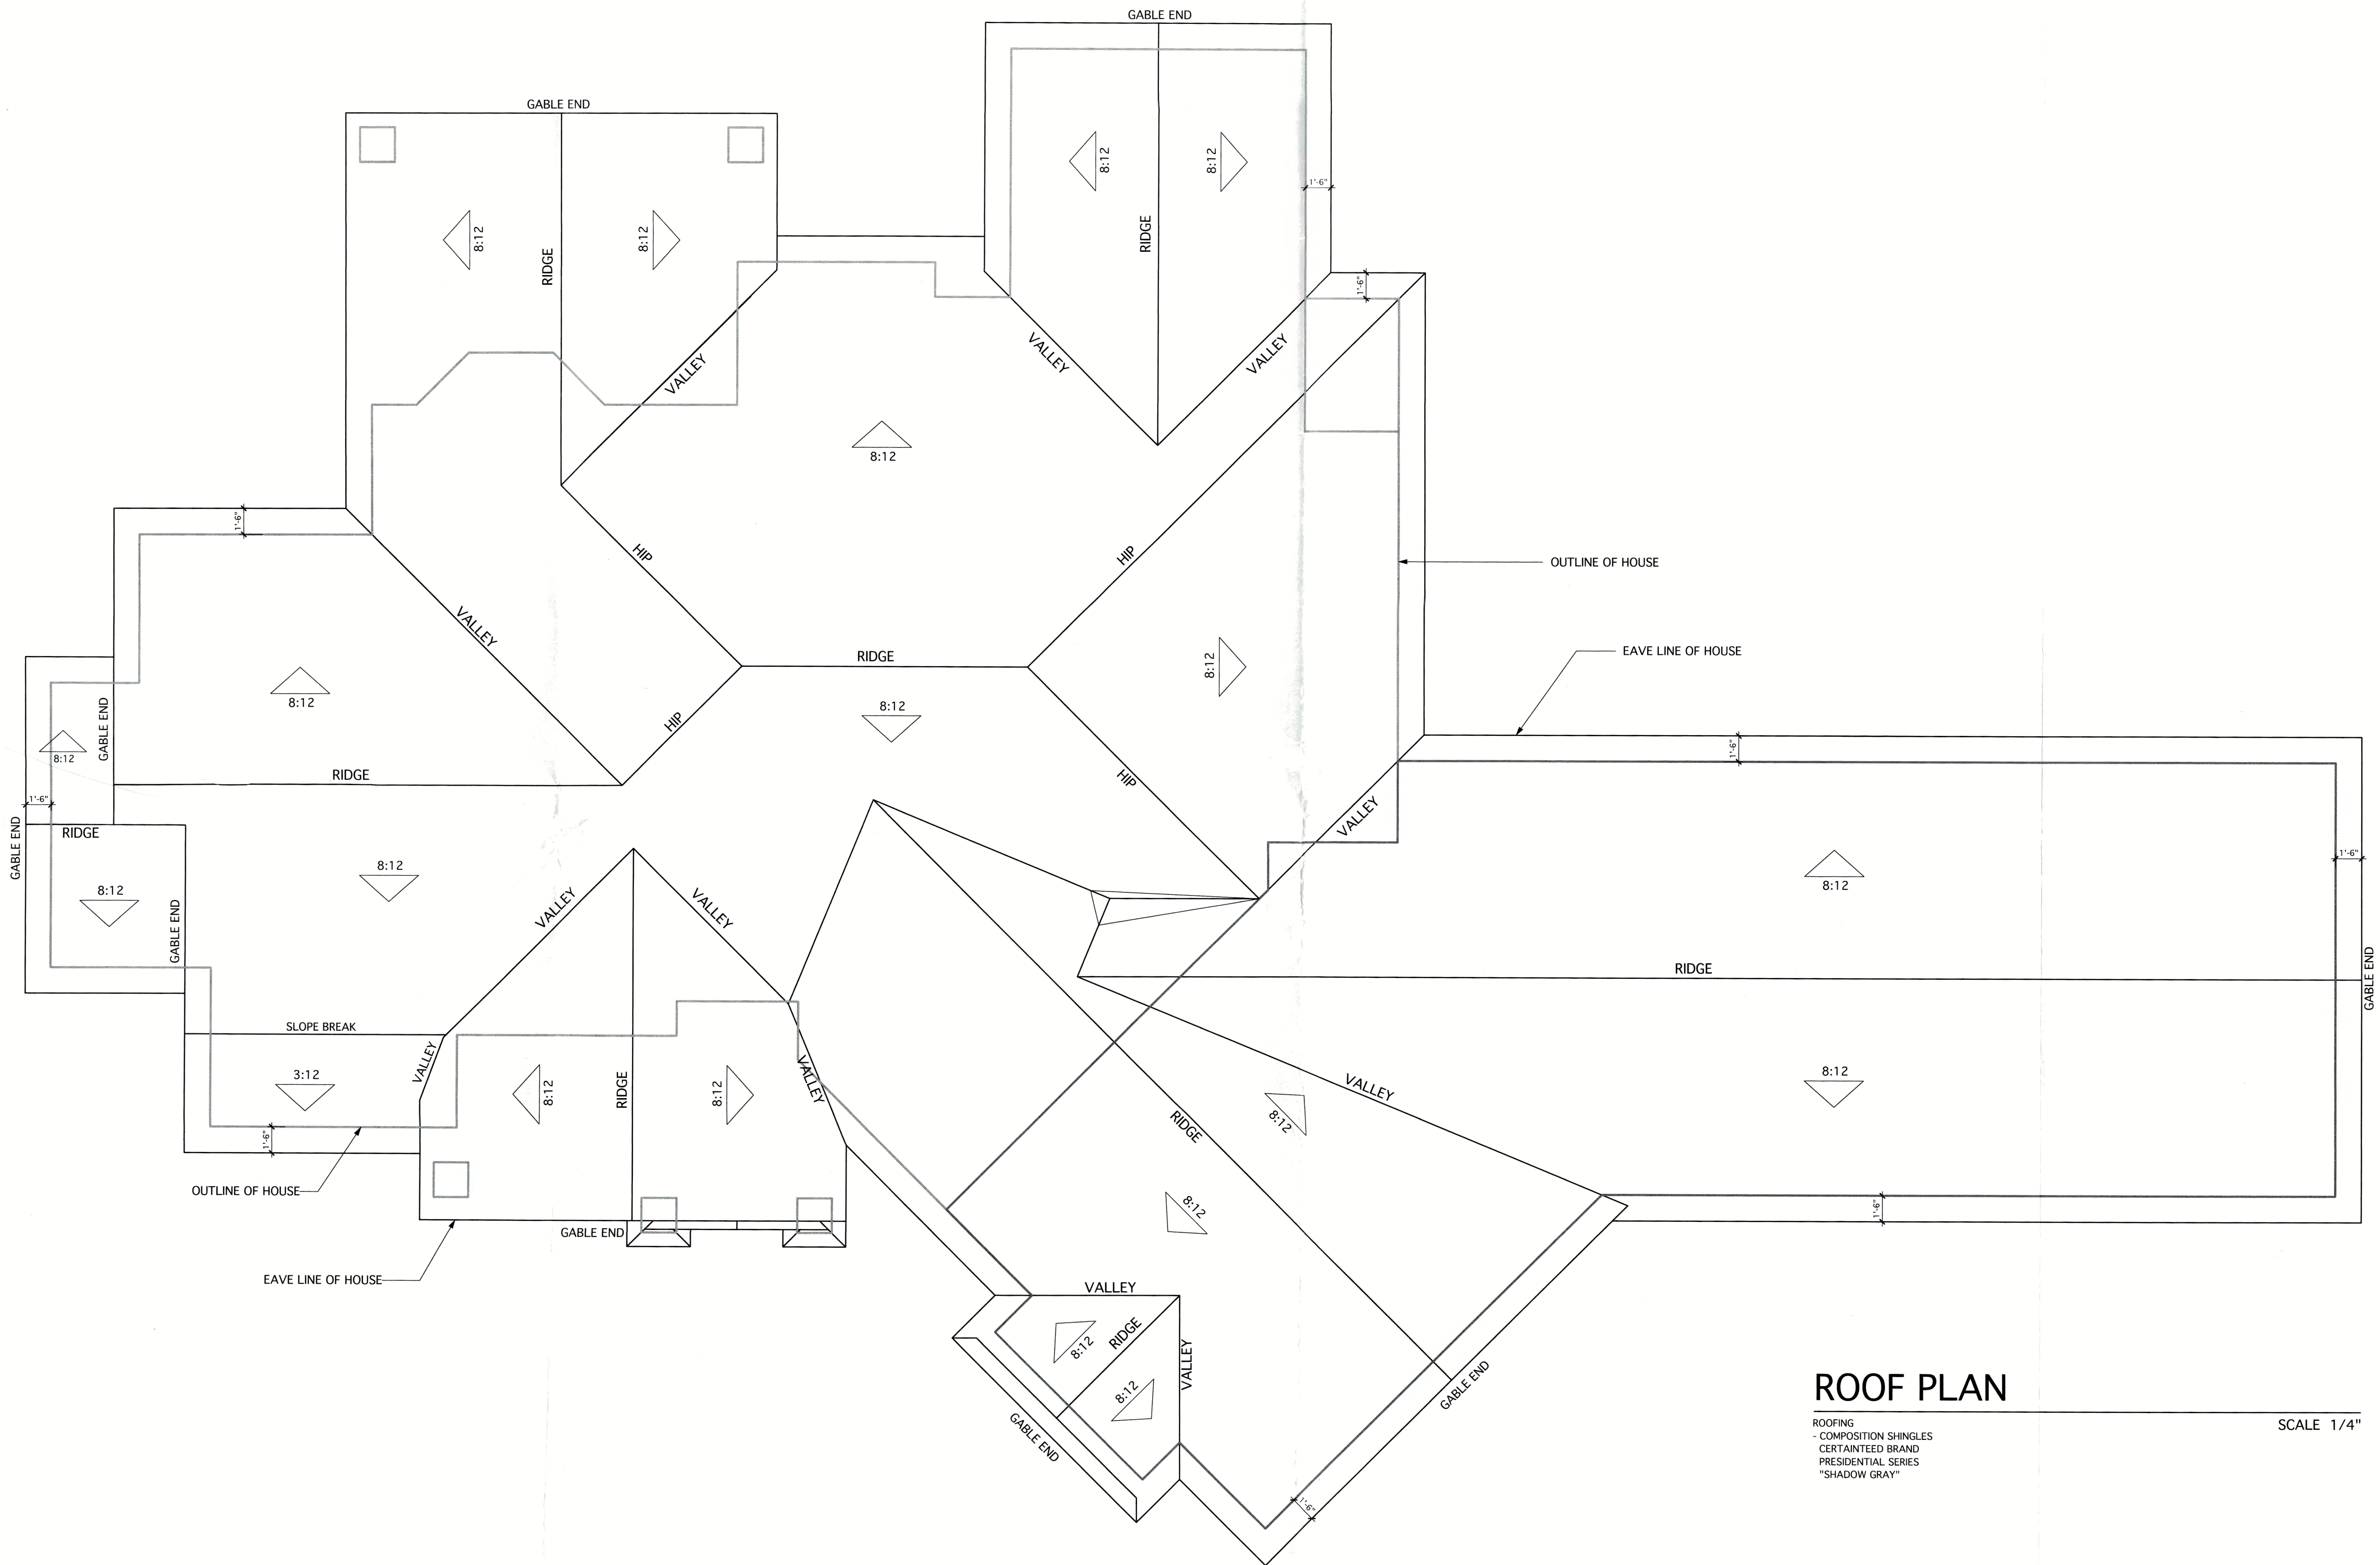 GABLE END
GABLE END
8:12
8:12
1'-6"
8:12
8:12
RIDGE
RIDGE
1'-6"
VALLEY
VALLEY
VALLEY
8:12
1'-6"
HIP
HIP
OUTLINE OF HOUSE
VALLEY
EAVE LINE OF HOUSE
RIDGE
8:12
8:12
8:12
HIP
GABLE END
1'-6"
8:12
RIDGE
HIP
1'-6"
VALLEY
RIDGE
GABLE END
8:12
8:12
VALLEY
VALLEY
8:12
1'-6"
GABLE END
RIDGE
GABLE END
SLOPE BREAK
VALLEY
3:12
8:12
RIDGE
8:12
VALLEY
VALLEY
8:12
8:12
RIDGE
1'-6"
OUTLINE OF HOUSE
8:12
1'-6"
GABLE END
EAVE LINE OF HOUSE
VALLEY
8:12
RIDGE
VALLEY
8:12
GABLE END
GABLE END
1'-6"
ROOF PLAN
SCALE 1/4"
ROOFING
- COMPOSITION SHINGLES
CERTAINTEED BRAND
PRESIDENTIAL SERIES
"SHADOW GRAY"